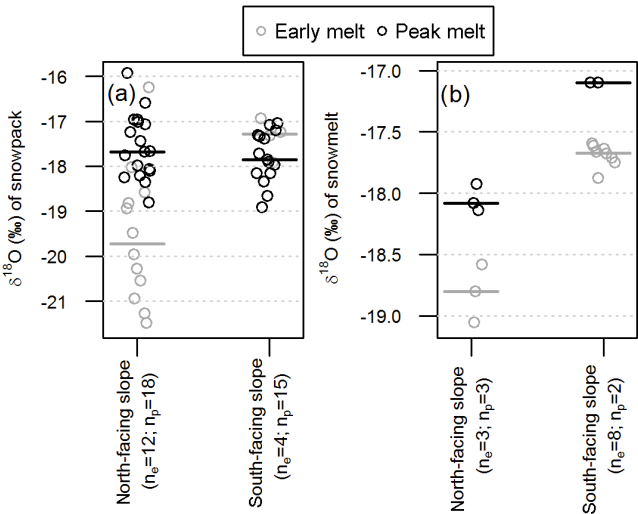 Early melt Peak melt
(a)
-16
-17
-18
-19
-20
-21
δ¹⁸O (‰) of snowpack
North-facing slope
(nₑ=12; nₚ=18)
South-facing slope
(nₑ=4; nₚ=15)
(b)
-17.0
-17.5
-18.0
-18.5
-19.0
δ¹⁸O (‰) of snowmelt
North-facing slope
(nₑ=3; nₚ=3)
South-facing slope
(nₑ=8; nₚ=2)